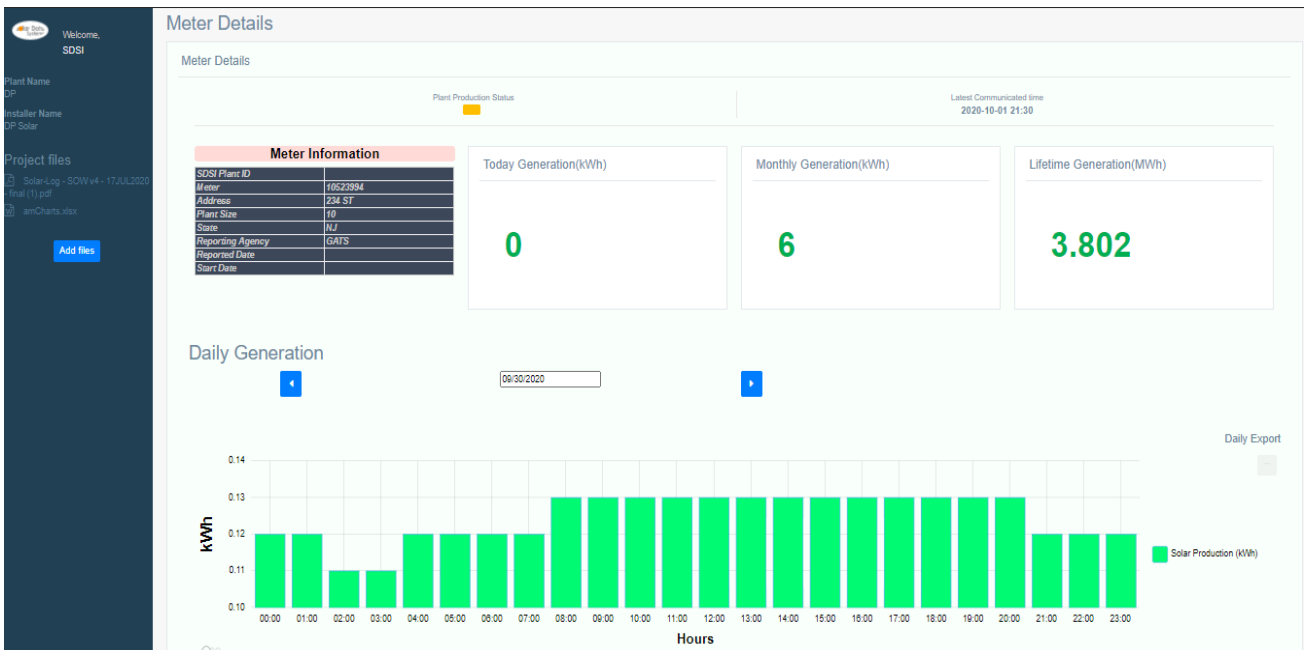 Welcome,
SDSI
Plant Name
DP
Installer Name
DP Solar
Project files
Solar-Log - SOW v4 - 17JUL2020
- final (1).pdf
amCharts.xlsx
Add files
Meter Details
Meter Details
Plant Production Status
Latest Communicated time
2020-10-01 21:30
Meter Information
SDSI Plant ID
Meter 10523994
Address 234 ST
Plant Size 10
State NJ
Reporting Agency GATS
Reported Date
Start Date
Today Generation(kWh)
0
Monthly Generation(kWh)
6
Lifetime Generation(MWh)
3.802
Daily Generation
09/30/2020
Daily Export
kWh
0.14
0.13
0.12
0.11
0.10
00:00 01:00 02:00 03:00 04:00 05:00 06:00 07:00 08:00 09:00 10:00 11:00 12:00 13:00 14:00 15:00 16:00 17:00 18:00 19:00 20:00 21:00 22:00 23:00
Hours
Solar Production (kWh)